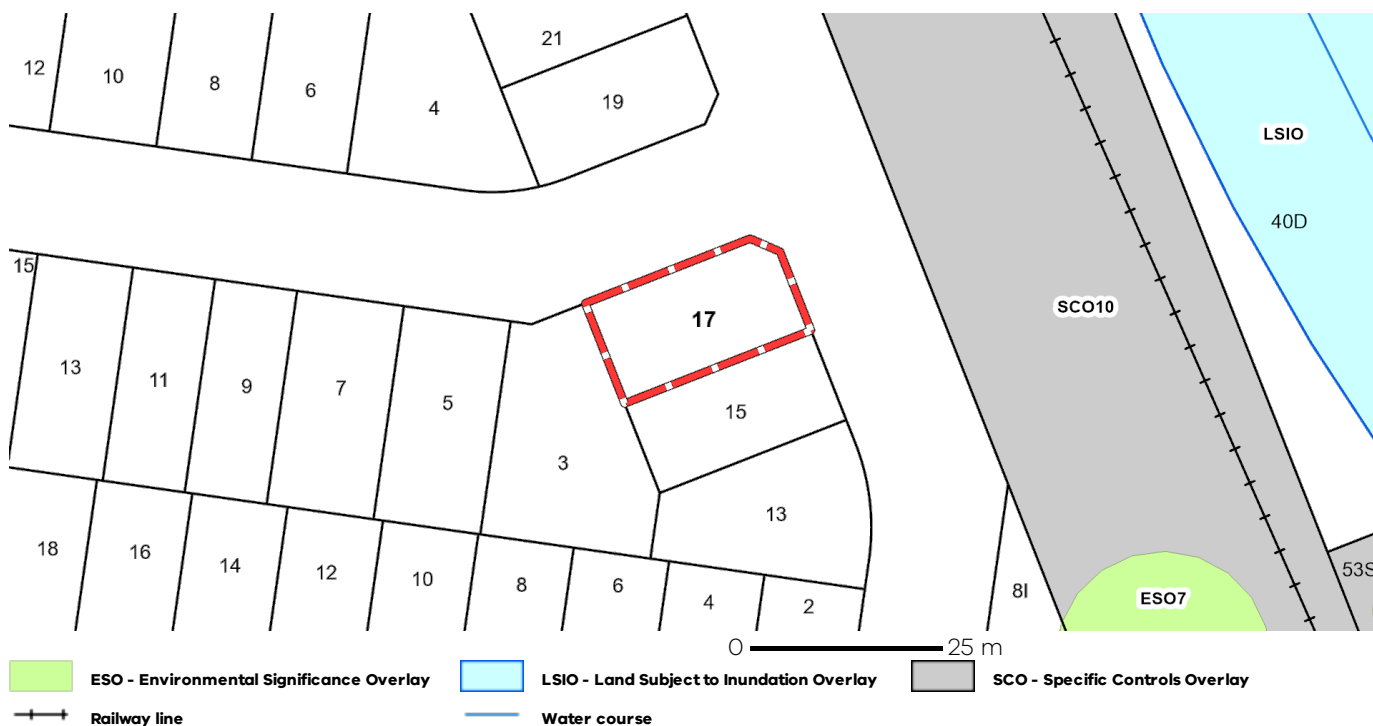 21
12
10
8
6
4
19
LSIO
40D
15
SCO10
17
13
11
9
7
5
15
3
13
18
16
14
12
10
8
6
4
2
8I
ESO7
53S
0 25 m
ESO - Environmental Significance Overlay
LSIO - Land Subject to Inundation Overlay
SCO - Specific Controls Overlay
Railway line
Water course